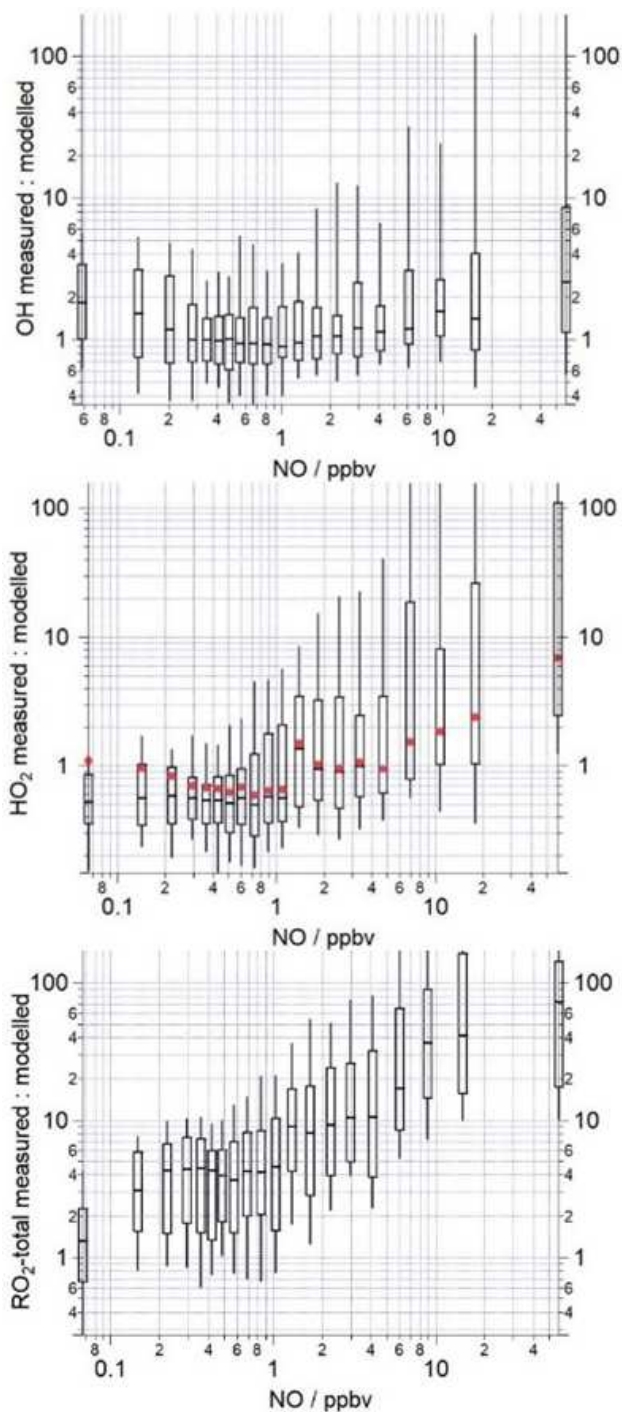 OH measured : modelled
100 100
6 6
4 4
2 2
10 10
6 6
4 4
2 2
1 1
6 6
4 4
6 8 2 4 6 8 2 4 6 8 2 4
0.1 1 10
NO / ppbv
HO₂ measured : modelled
100 100
10 10
1 1
8 2 4 6 8 2 4 6 8 2 4
0.1 1 10
NO / ppbv
RO₂-total measured : modelled
100 100
6 6
4 4
2 2
10 10
6 6
4 4
2 2
1 1
6 6
4 4
8 2 4 6 8 2 4 6 8 2 4
0.1 1 10
NO / ppbv